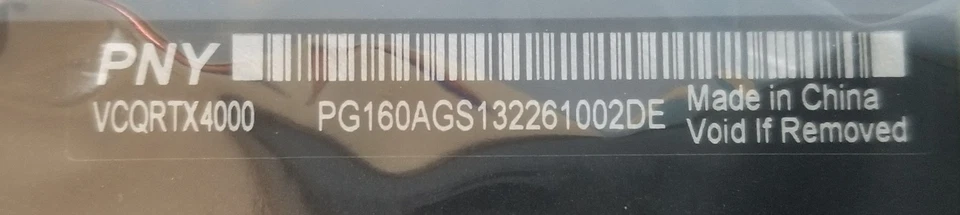 PNY
VCQRTX4000 PG160AGS132261002DE Made in China
Void If Removed